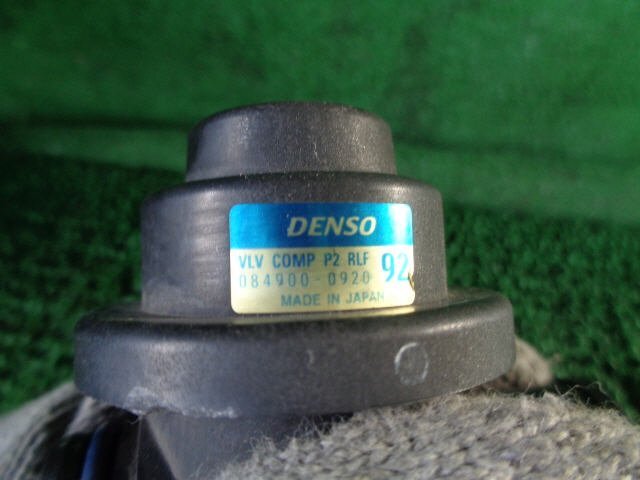 DENSO
VLV COMP P2 RLF 92
084900-0920
MADE IN JAPAN